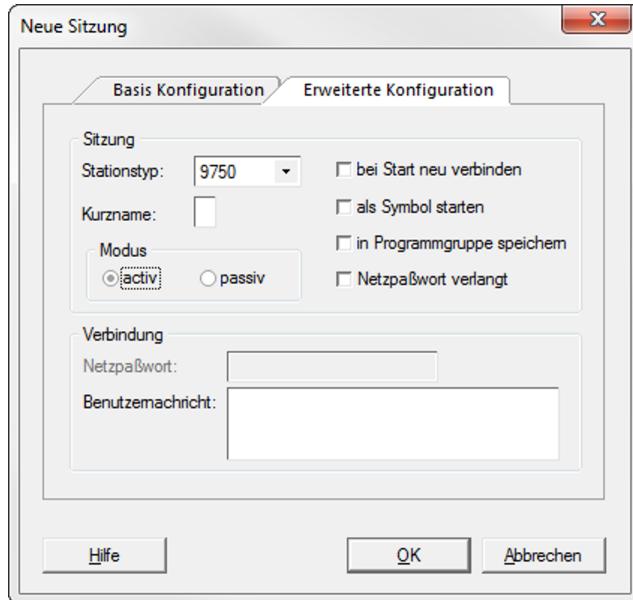 Neue Sitzung
Basis Konfiguration Erweiterte Konfiguration
Sitzung
Stationstyp: 9750
Kurzname:
Modus
activ passiv
bei Start neu verbinden
als Symbol starten
in Programmgruppe speichern
Netzpaßwort verlangt
Verbindung
Netzpaßwort:
Benutzernachricht:
Hilfe OK Abbrechen